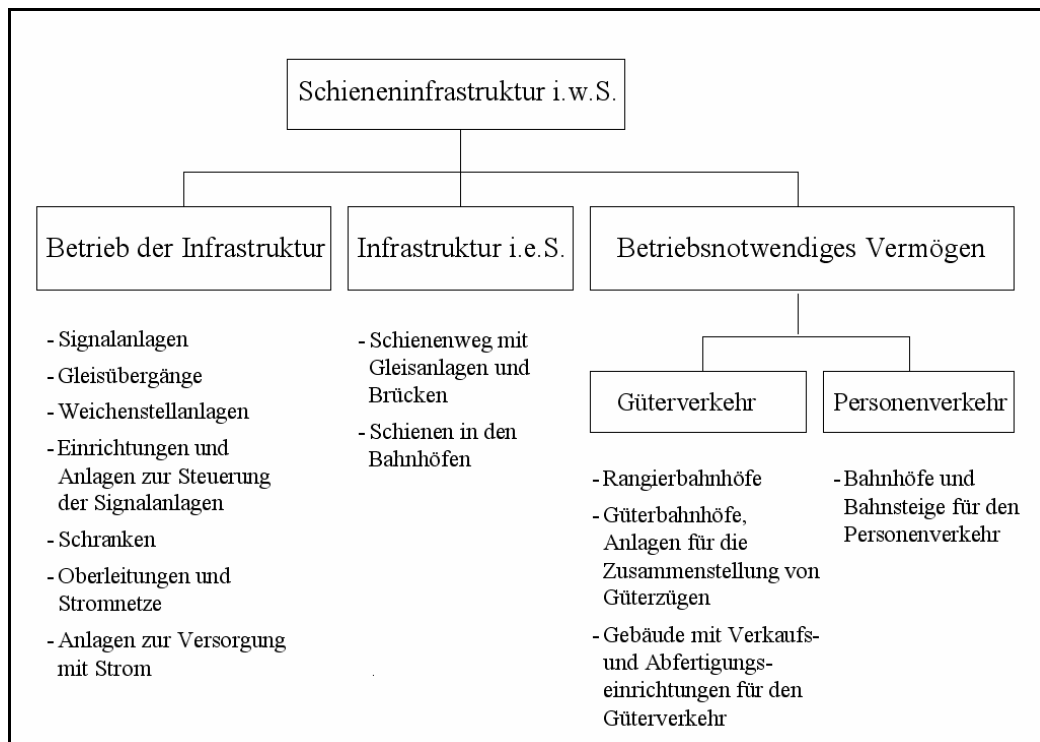 Schieneninfrastruktur i.w.S.
Betrieb der Infrastruktur
- Signalanlagen
- Gleisübergänge
- Weichenstellanlagen
- Einrichtungen und
Anlagen zur Steuerung
der Signalanlagen
- Schranken
- Oberleitungen und
Stromnetze
- Anlagen zur Versorgung
mit Strom
Infrastruktur i.e.S.
- Schienenweg mit
Gleisanlagen und
Brücken
- Schienen in den
Bahnhöfen
Betriebsnotwendiges Vermögen
Güterverkehr
- Rangierbahnhöfe
- Güterbahnhöfe,
Anlagen für die
Zusammenstellung von
Güterzügen
- Gebäude mit Verkaufs-
und Abfertigungs-
einrichtungen für den
Güterverkehr
Personenverkehr
- Bahnhöfe und
Bahnsteige für den
Personenverkehr